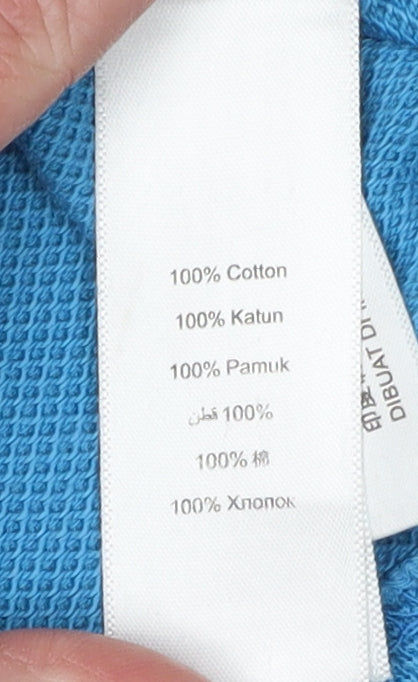 100% Cotton
100% Katun
100% Pamuk
100% قطن
100% 棉
100% Хлопок
DIBUAT DI